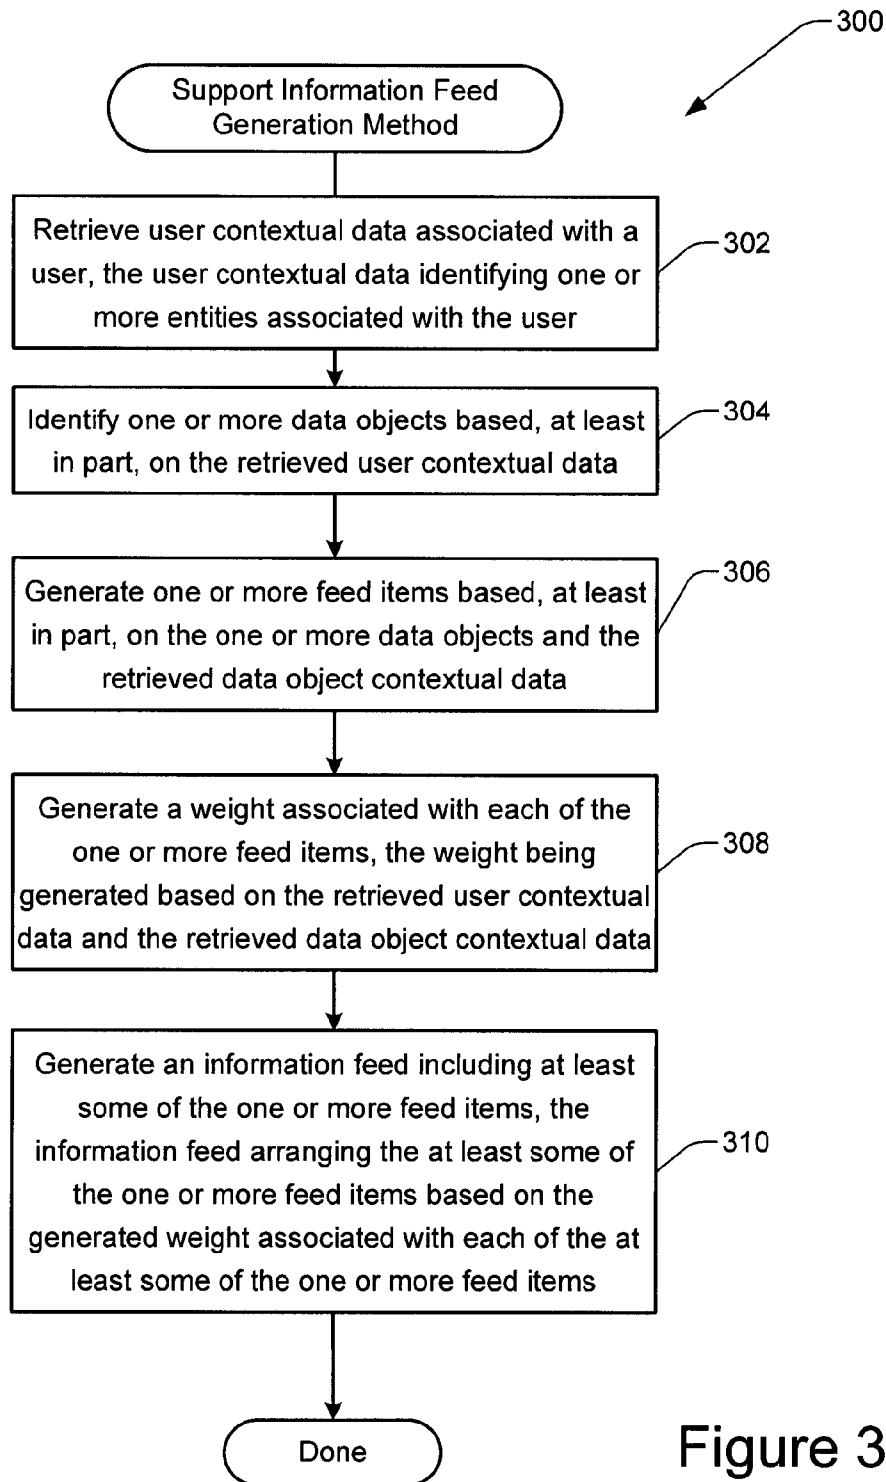 300
Support Information Feed
Generation Method
Retrieve user contextual data associated with a
user, the user contextual data identifying one or
more entities associated with the user
302
Identify one or more data objects based, at least
in part, on the retrieved user contextual data
304
Generate one or more feed items based, at least
in part, on the one or more data objects and the
retrieved data object contextual data
306
Generate a weight associated with each of the
one or more feed items, the weight being
generated based on the retrieved user contextual
data and the retrieved data object contextual data
308
Generate an information feed including at least
some of the one or more feed items, the
information feed arranging the at least some of
the one or more feed items based on the
generated weight associated with each of the at
least some of the one or more feed items
310
Done
Figure 3